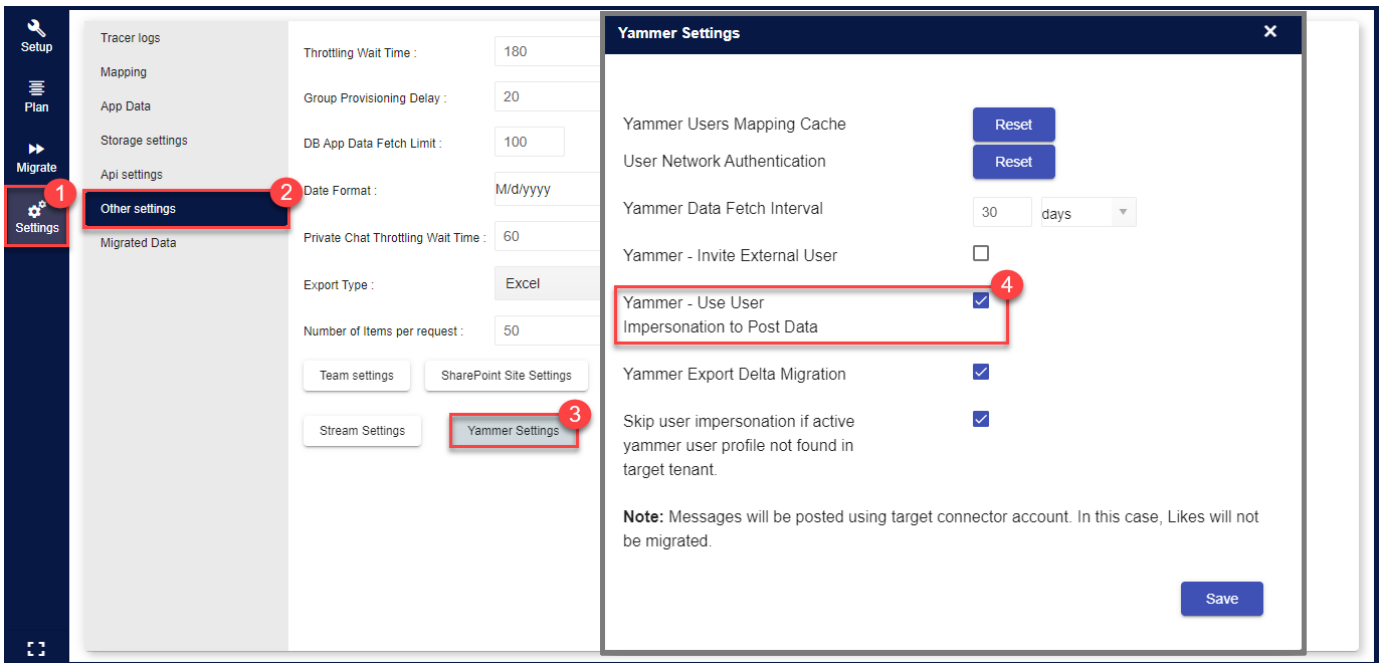 Setup
Plan
Migrate
1
Settings
Tracer logs
Mapping
App Data
Storage settings
Api settings
2
Other settings
Migrated Data
Throttling Wait Time : 180
Group Provisioning Delay : 20
DB App Data Fetch Limit : 100
Date Format : M/d/yyyy
Private Chat Throttling Wait Time : 60
Export Type : Excel
Number of Items per request : 50
Team settings SharePoint Site Settings
3
Stream Settings Yammer Settings
Yammer Settings ×
Yammer Users Mapping Cache Reset
User Network Authentication Reset
Yammer Data Fetch Interval 30 days
Yammer - Invite External User
4
Yammer - Use User
Impersonation to Post Data
Yammer Export Delta Migration
Skip user impersonation if active
yammer user profile not found in
target tenant.
Note: Messages will be posted using target connector account. In this case, Likes will not
be migrated.
Save